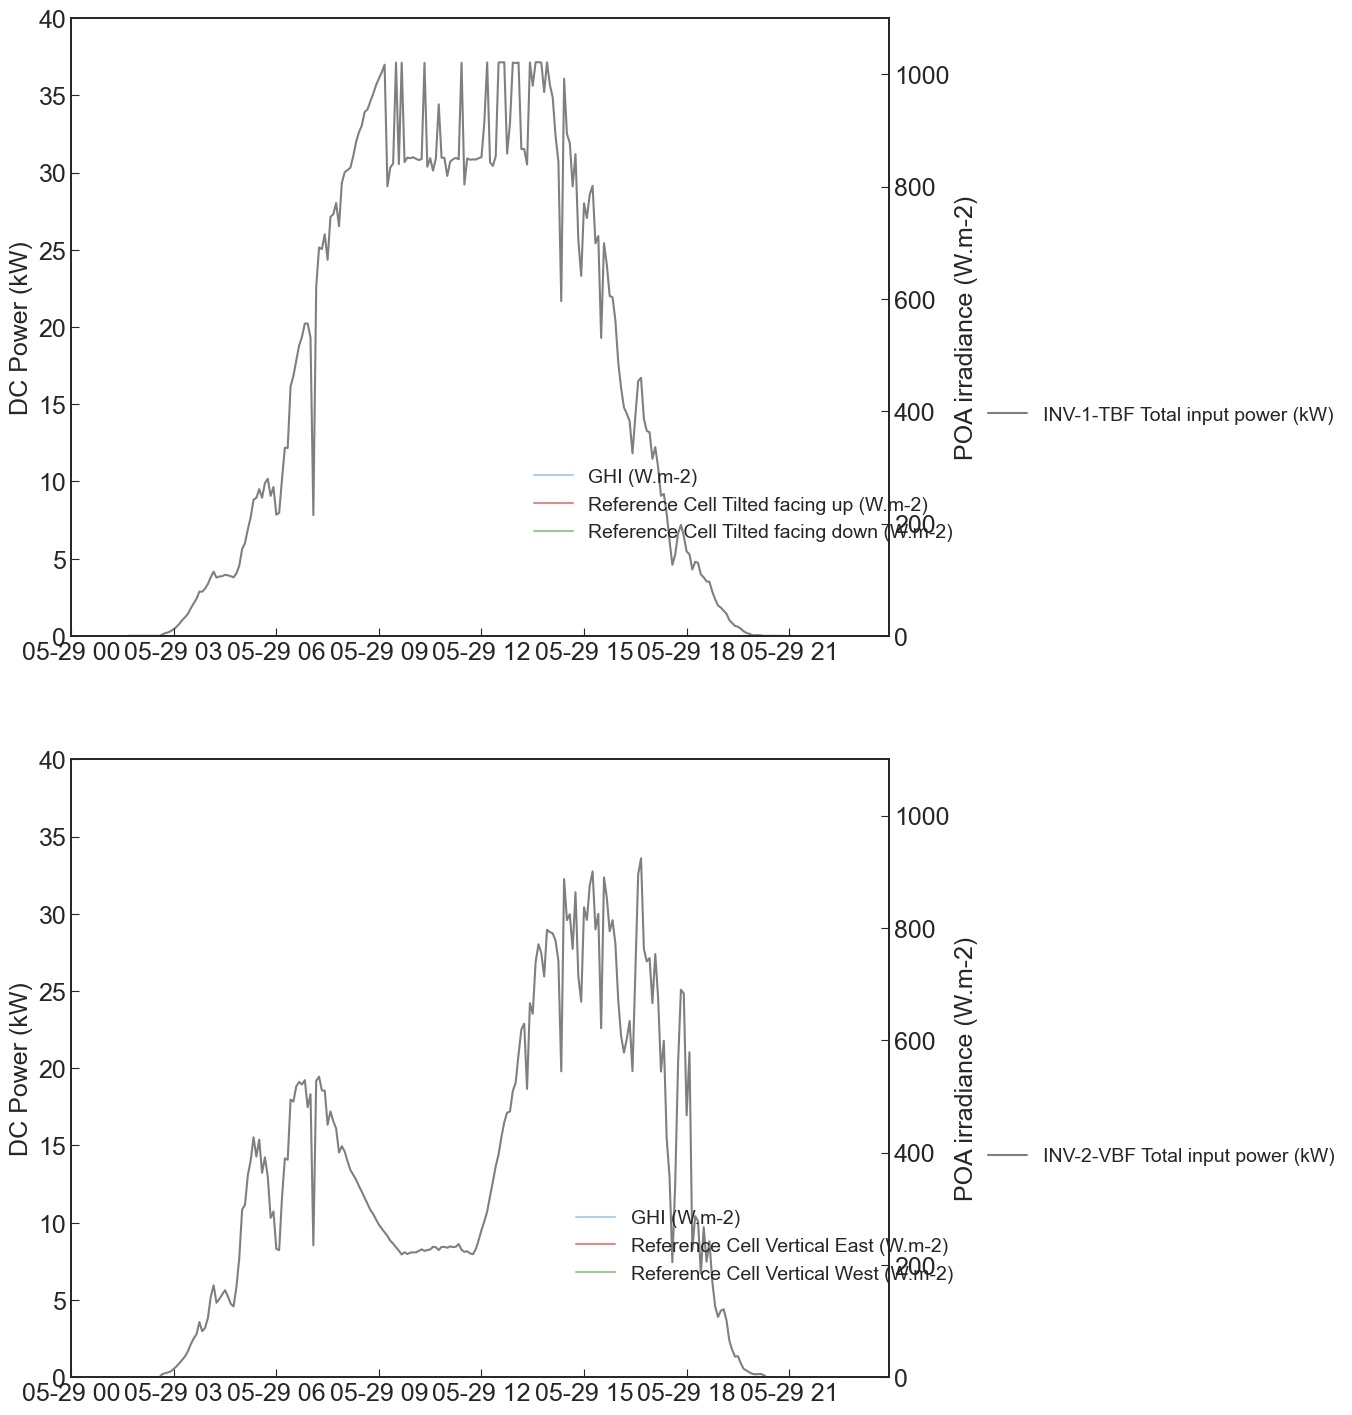 40
35
30
25
20
15
10
5
0
DC Power (kW)
1000
800
600
400
200
0
POA irradiance (W.m-2)
INV-1-TBF Total input power (kW)
GHI (W.m-2)
Reference Cell Tilted facing up (W.m-2)
Reference Cell Tilted facing down (W.m-2)
05-29 00 05-29 03 05-29 06 05-29 09 05-29 12 05-29 15 05-29 18 05-29 21
40
35
30
25
20
15
10
5
0
DC Power (kW)
1000
800
600
400
200
0
POA irradiance (W.m-2)
INV-2-VBF Total input power (kW)
GHI (W.m-2)
Reference Cell Vertical East (W.m-2)
Reference Cell Vertical West (W.m-2)
05-29 00 05-29 03 05-29 06 05-29 09 05-29 12 05-29 15 05-29 18 05-29 21